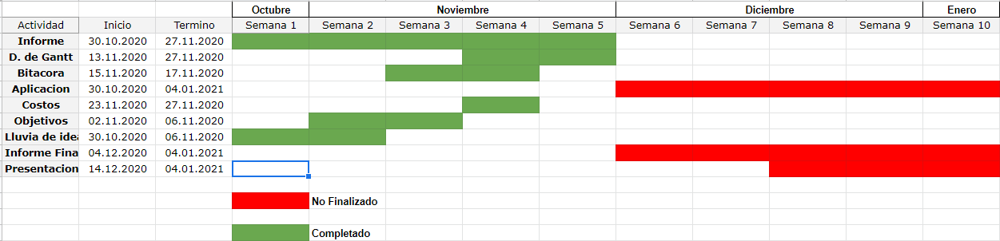 Octubre Noviembre Diciembre Enero
Actividad Inicio Termino Semana 1 Semana 2 Semana 3 Semana 4 Semana 5 Semana 6 Semana 7 Semana 8 Semana 9 Semana 10
Informe 30.10.2020 27.11.2020
D. de Gantt 13.11.2020 27.11.2020
Bitacora 15.11.2020 17.11.2020
Aplicacion 30.10.2020 04.01.2021
Costos 23.11.2020 27.11.2020
Objetivos 02.11.2020 06.11.2020
Lluvia de idea 30.10.2020 06.11.2020
Informe Fina 04.12.2020 04.01.2021
Presentacion 14.12.2020 04.01.2021
No Finalizado
Completado